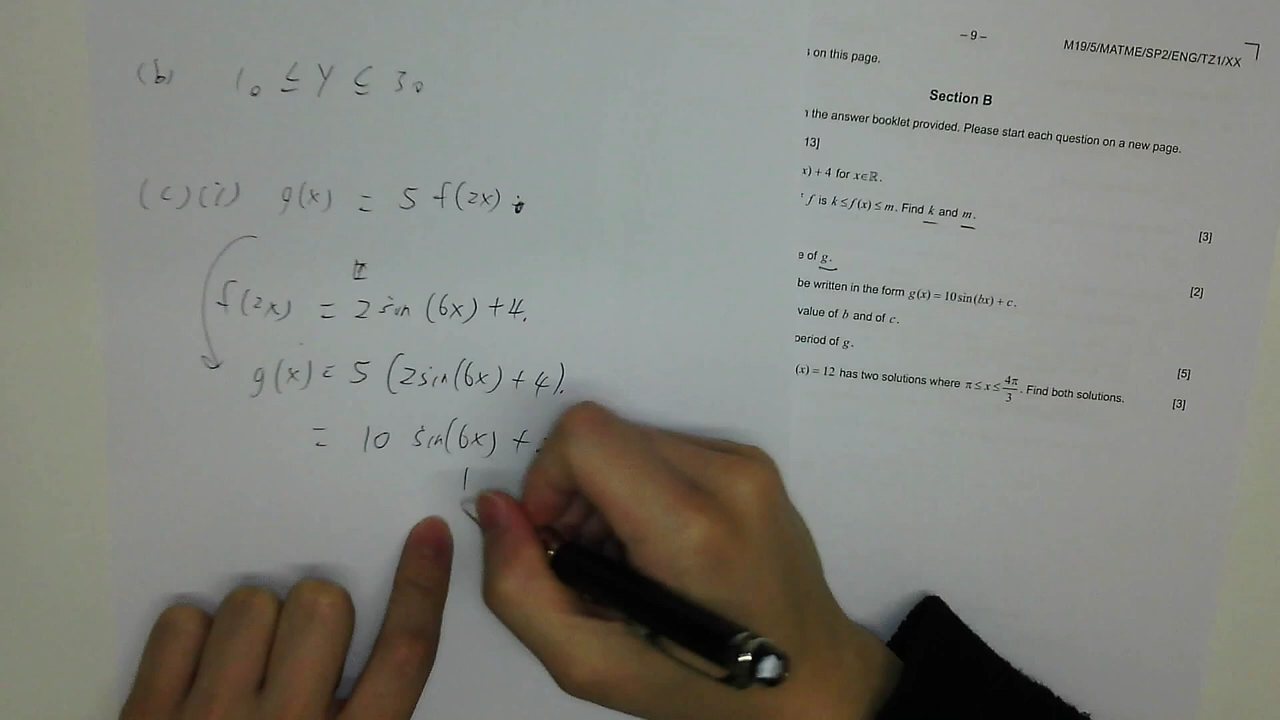 (b) 10 ≤ y ≤ 30
(c)(i) g(x) = 5 f(2x)
f(2x) = 2 sin (6x) + 4.
g(x) = 5 (2sin(6x) + 4).
= 10 sin(6x) +
– 9 –
M19/5/MATME/SP2/ENG/TZ1/XX
on this page.
Section B
the answer booklet provided. Please start each question on a new page.
13]
x) + 4 for x∈ℝ.
f is k ≤ f(x) ≤ m. Find k and m.
[3]
of g.
[2]
be written in the form g(x) = 10sin(bx) + c.
value of b and of c.
period of g.
[5]
(x) = 12 has two solutions where π ≤ x ≤ 4π/3. Find both solutions.
[3]